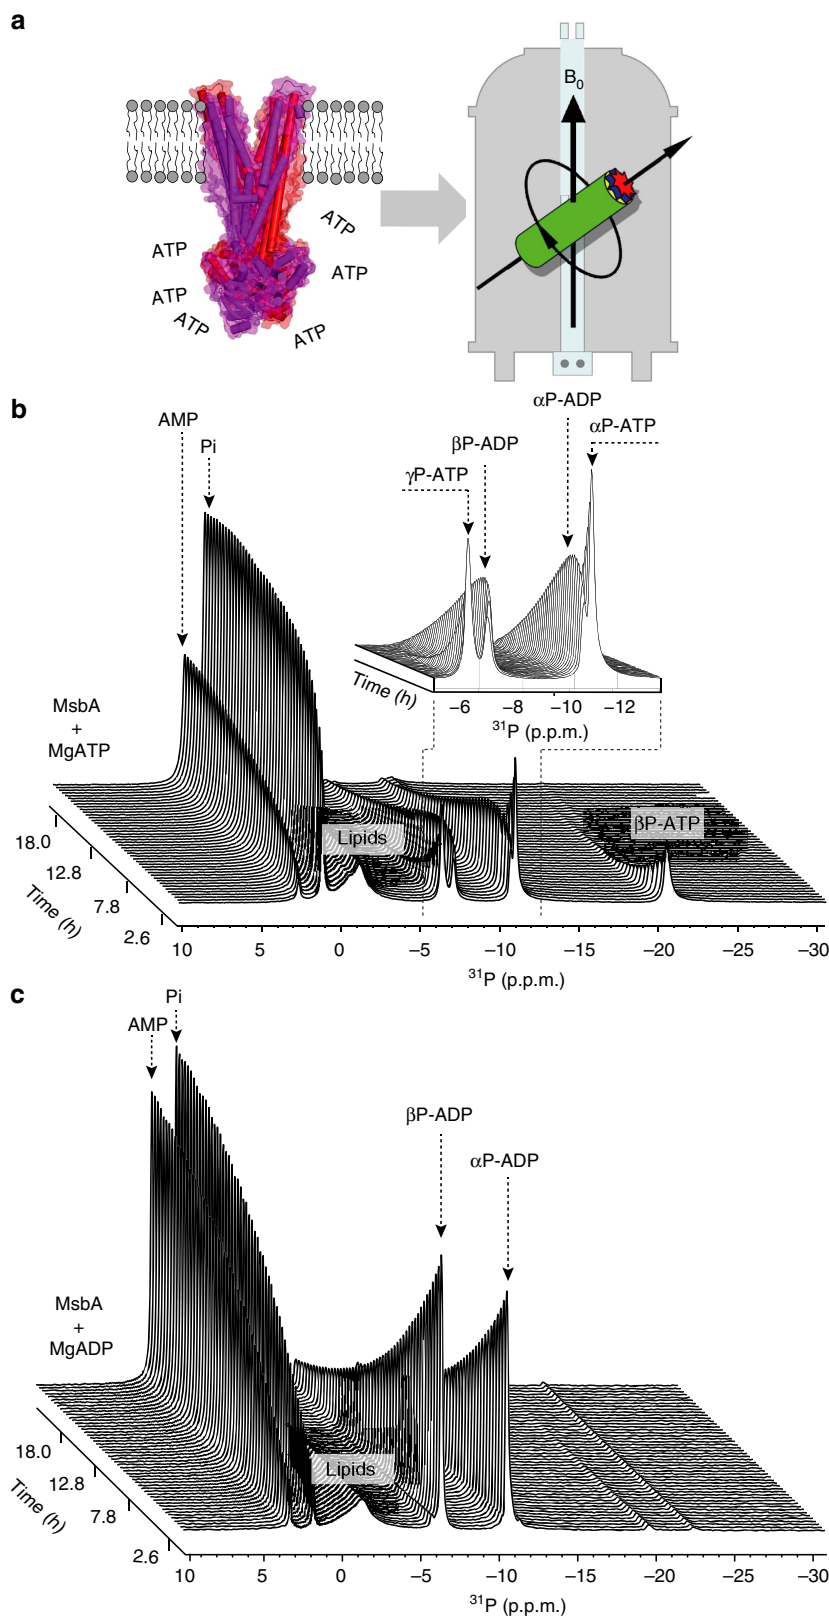 a
B0
ATP
ATP
ATP
ATP
ATP
ATP
b
AMP
Pi
αP-ADP
αP-ATP
βP-ADP
γP-ATP
MsbA
+
MgATP
Time (h)
–6
–8
–10
–12
31P (p.p.m.)
Lipids
βP-ATP
18.0
12.8
7.8
2.6
Time (h)
10
5
0
–5
–10
–15
–20
–25
–30
31P (p.p.m.)
c
Pi
AMP
βP-ADP
αP-ADP
MsbA
+
MgADP
Lipids
18.0
12.8
7.8
2.6
Time (h)
10
5
0
–5
–10
–15
–20
–25
–30
31P (p.p.m.)